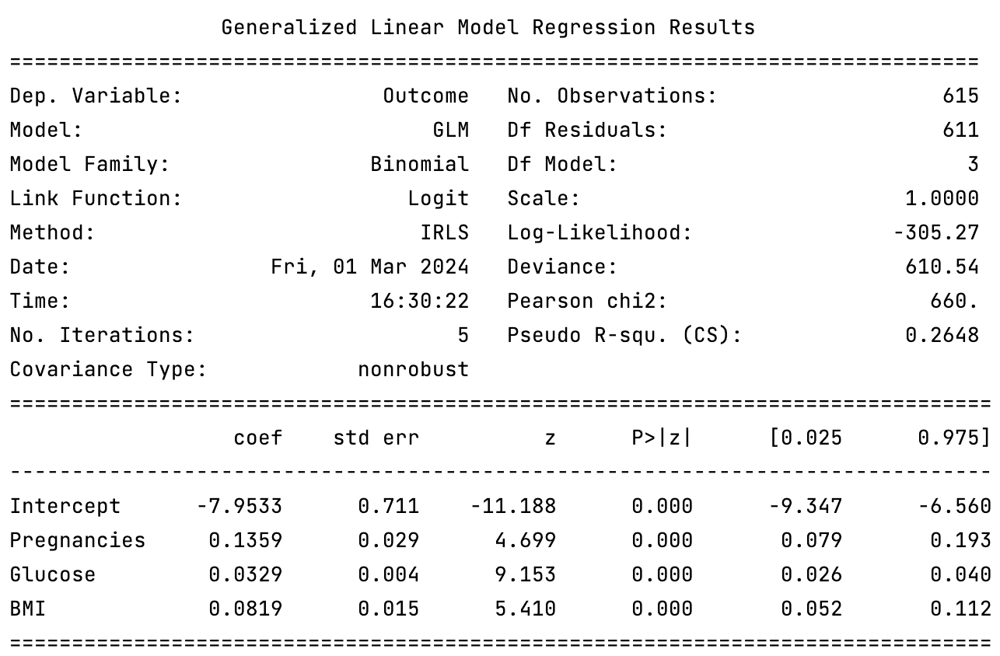 Generalized Linear Model Regression Results
==============================================================================
Dep. Variable:                Outcome   No. Observations:                  615
Model:                            GLM   Df Residuals:                      611
Model Family:                Binomial   Df Model:                            3
Link Function:                  Logit   Scale:                          1.0000
Method:                          IRLS   Log-Likelihood:                -305.27
Date:                Fri, 01 Mar 2024   Deviance:                       610.54
Time:                        16:30:22   Pearson chi2:                     660.
No. Iterations:                     5   Pseudo R-squ. (CS):             0.2648
Covariance Type:            nonrobust
===============================================================================
                  coef    std err          z      P>|z|      [0.025      0.975]
-------------------------------------------------------------------------------
Intercept      -7.9533      0.711    -11.188      0.000      -9.347      -6.560
Pregnancies     0.1359      0.029      4.699      0.000       0.079       0.193
Glucose         0.0329      0.004      9.153      0.000       0.026       0.040
BMI             0.0819      0.015      5.410      0.000       0.052       0.112
===============================================================================